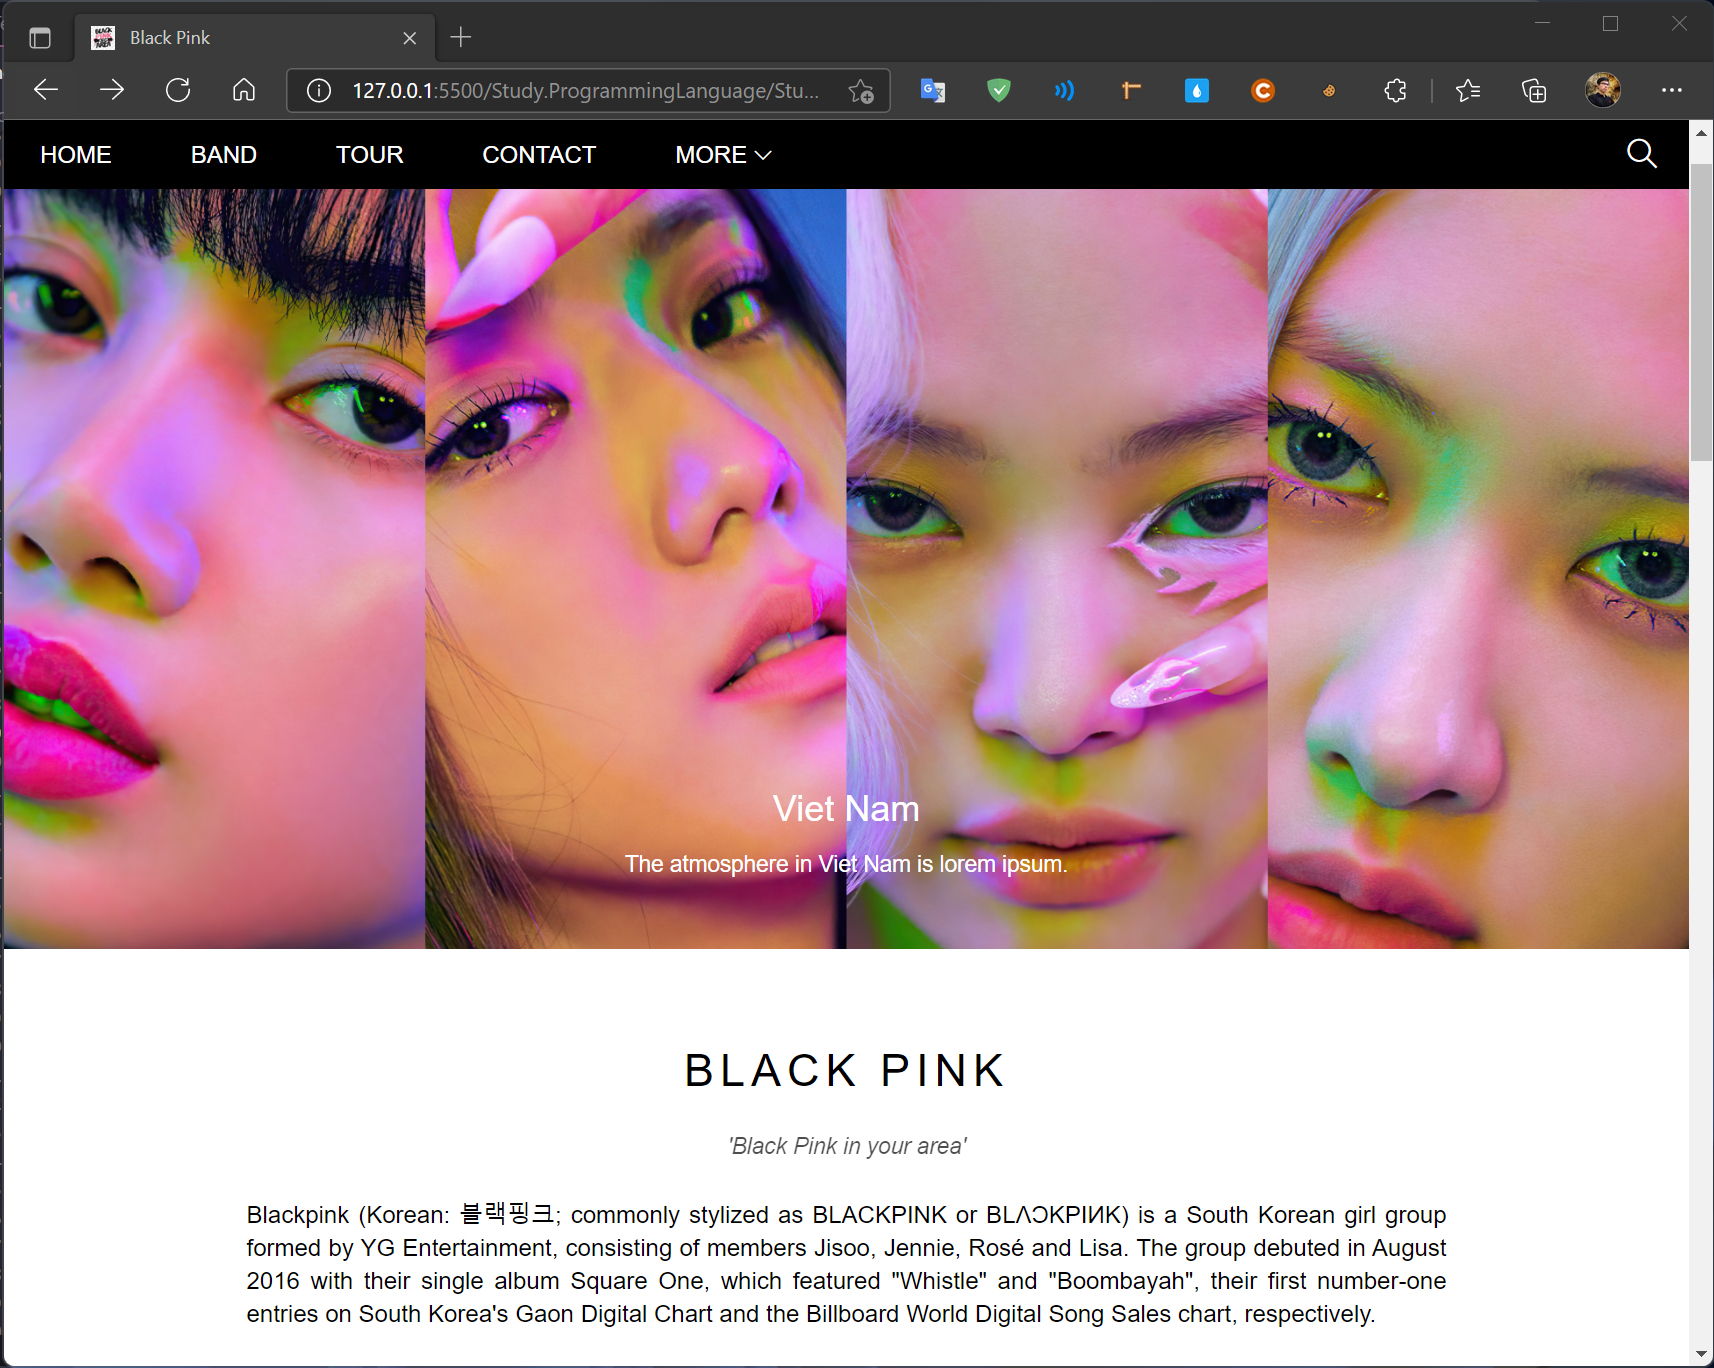 Black Pink
127.0.0.1:5500/Study.ProgrammingLanguage/Stu...
HOME BAND TOUR CONTACT MORE
Viet Nam
The atmosphere in Viet Nam is lorem ipsum.
BLACK PINK
'Black Pink in your area'
Blackpink (Korean: 블랙핑크; commonly stylized as BLACKPINK or BLΛƆKPIИK) is a South Korean girl group
formed by YG Entertainment, consisting of members Jisoo, Jennie, Rosé and Lisa. The group debuted in August
2016 with their single album Square One, which featured "Whistle" and "Boombayah", their first number-one
entries on South Korea's Gaon Digital Chart and the Billboard World Digital Song Sales chart, respectively.